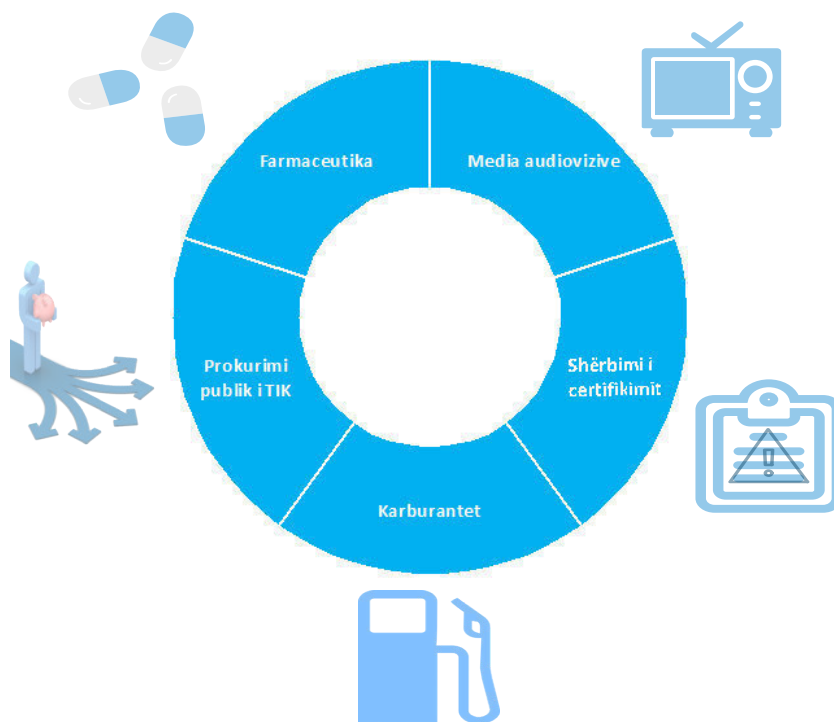 Farmaceutika
Media audiovizive
Prokurimi
publik i TIK
Shërbimi i
certifikimit
Karburantet